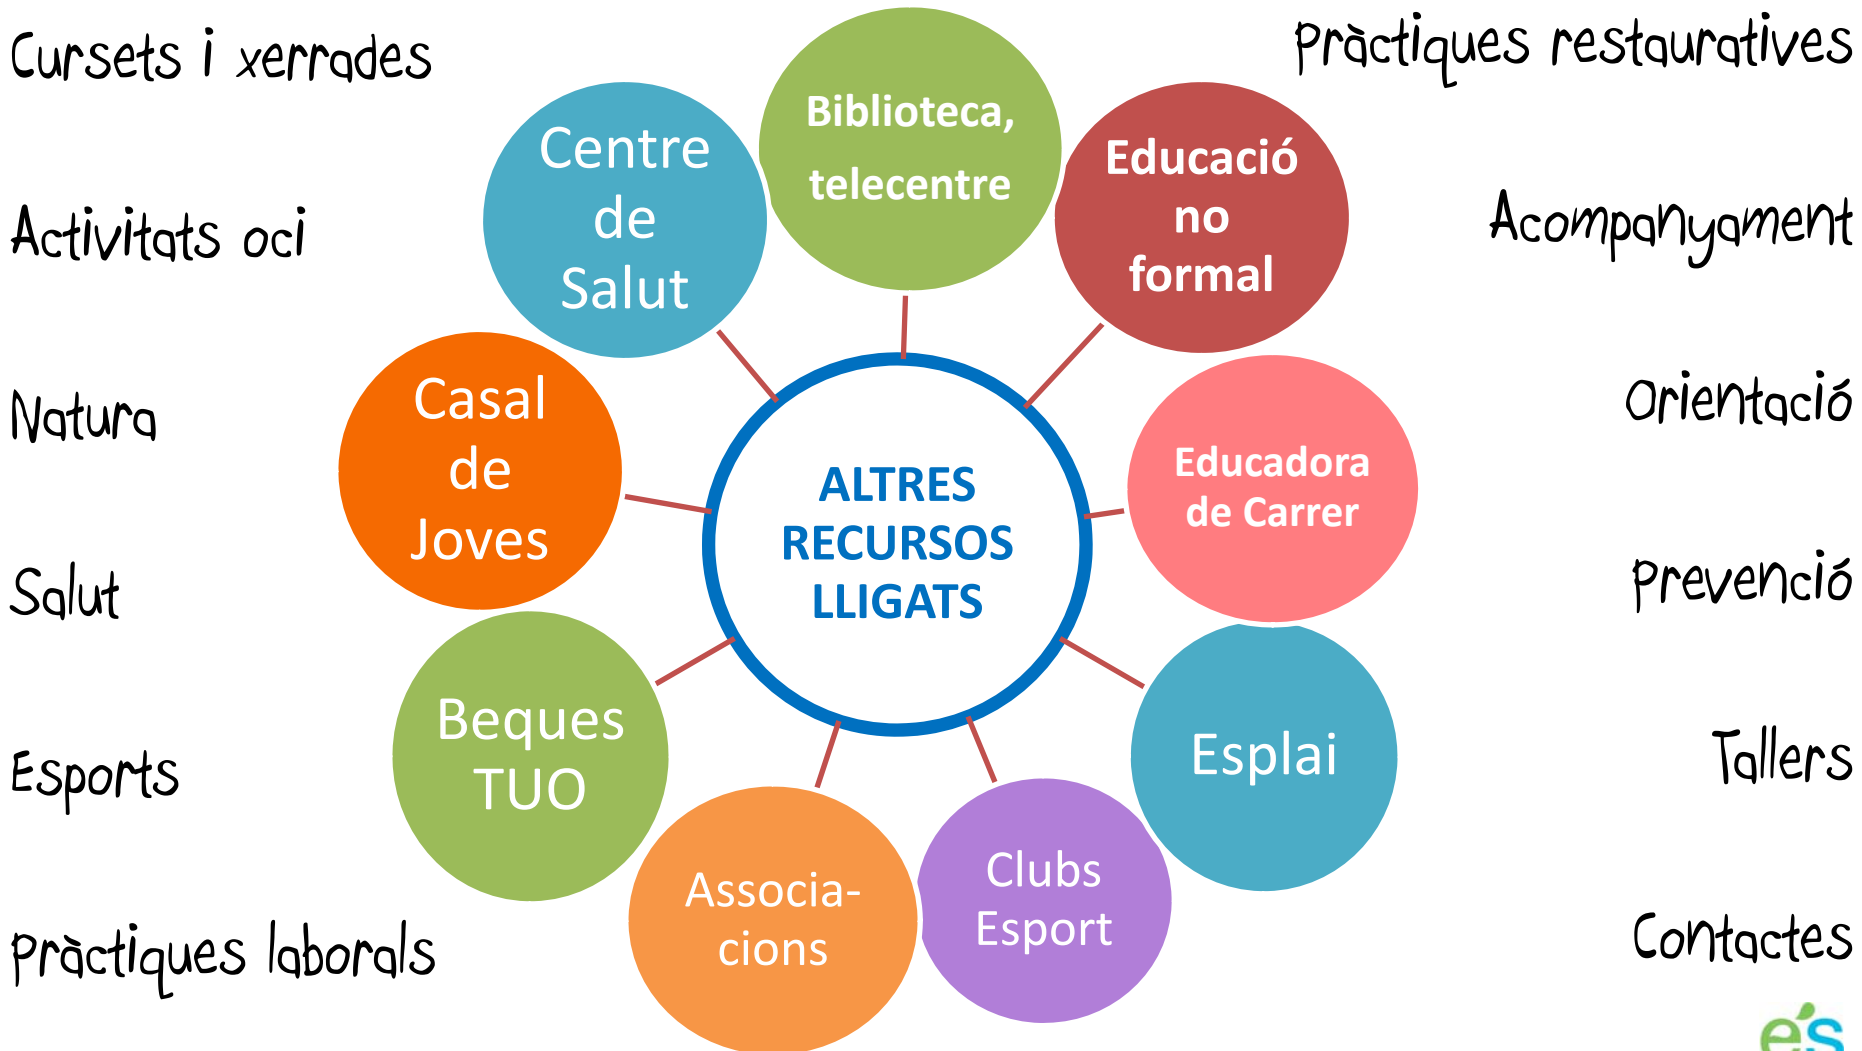 Cursets i xerrades
Activitats oci
Natura
Salut
Esports
Pràctiques laborals
Biblioteca,
telecentre
Educació
no
formal
Educadora
de Carrer
Esplai
Clubs
Esport
Associa-
cions
Beques
TUO
Casal
de
Joves
Centre
de
Salut
ALTRES
RECURSOS
LLIGATS
Pràctiques restauratives
Acompanyament
Orientació
Prevenció
Tallers
Contactes
e's